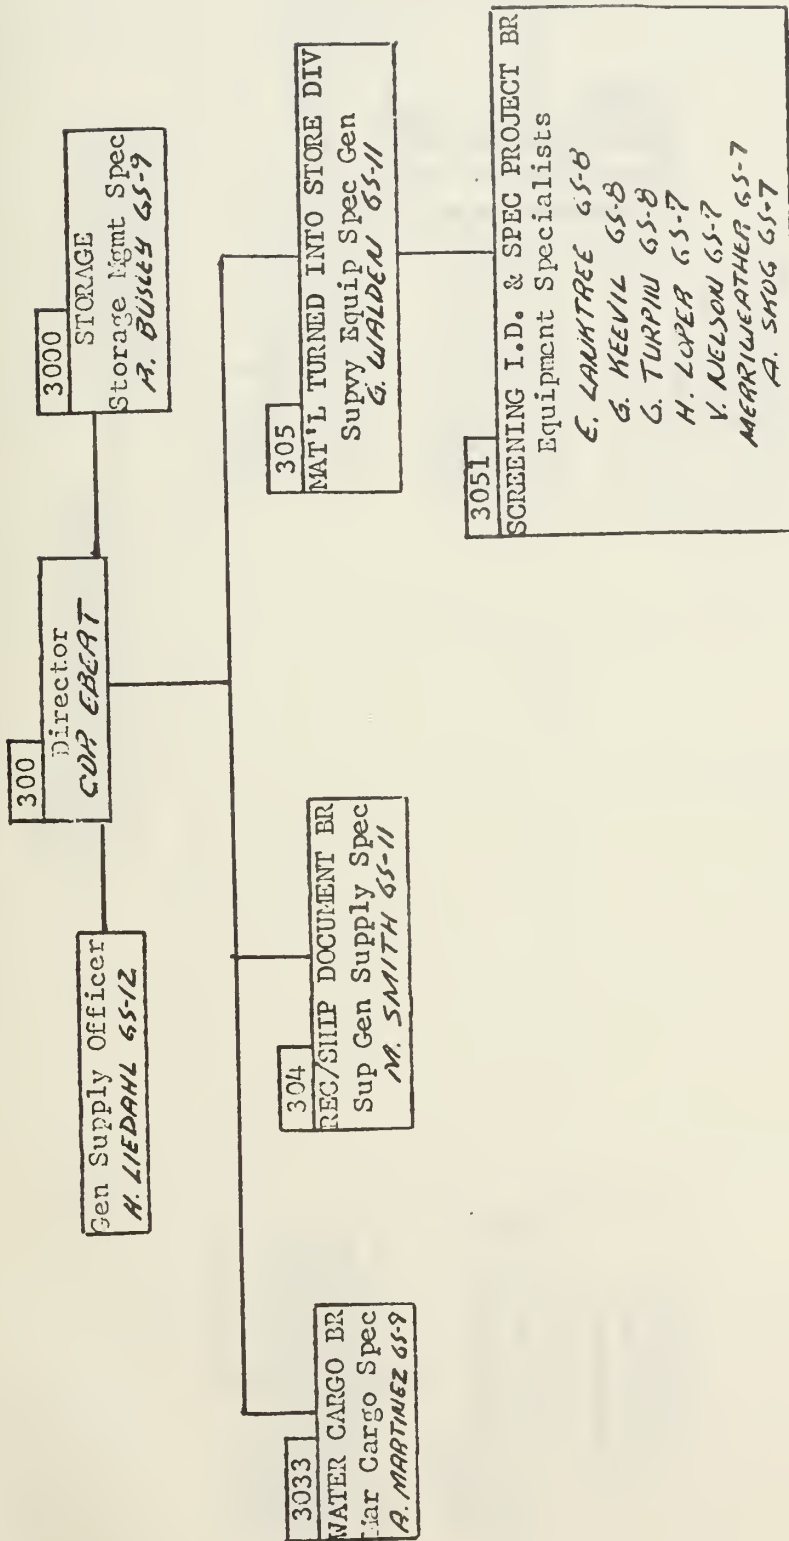 300
Director
CDR EBERT
Gen Supply Officer
H. LIEDAHL GS-12
3000
STORAGE
Storage Mgmt Spec
R. BUSLEY GS-9
3033
WATER CARGO BR
Mar Cargo Spec
A. MARTINEZ GS-9
304
REC/SHIP DOCUMENT BR
Sup Gen Supply Spec
M. SMITH GS-11
305
MAT'L TURNED INTO STORE DIV
Supvy Equip Spec Gen
G. WALDEN GS-11
3051
SCREENING I.D. & SPEC PROJECT BR
Equipment Specialists
E. LANKTREE GS-8
G. KEEVIL GS-8
G. TURPIN GS-8
H. LOPER GS-7
V. NELSON GS-7
MERRIWEATHER GS-7
A. SKOG GS-7